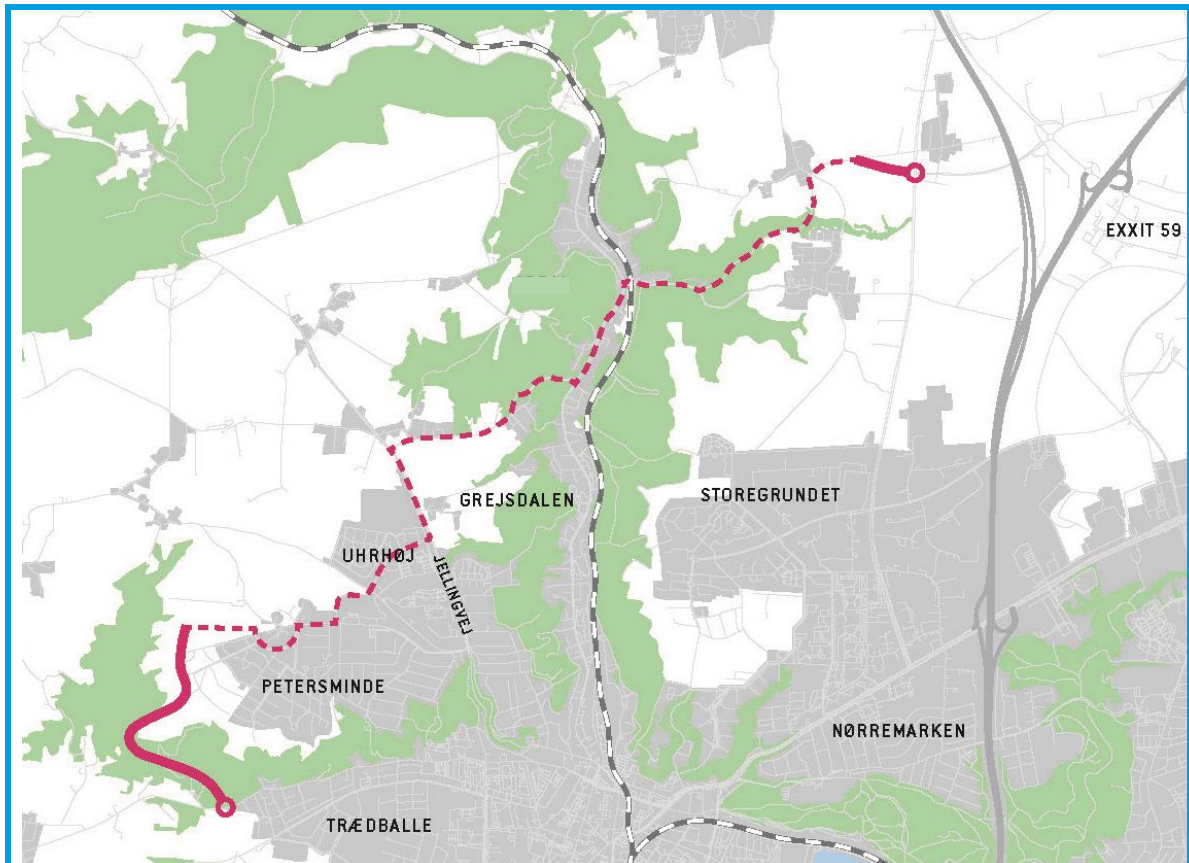 EXXIT 59
STOREGRUNDET
GREJSDALEN
UHRHØJ
JELLINGVEJ
PETERSMINDE
NØRREMARKEN
TRÆDBALLE